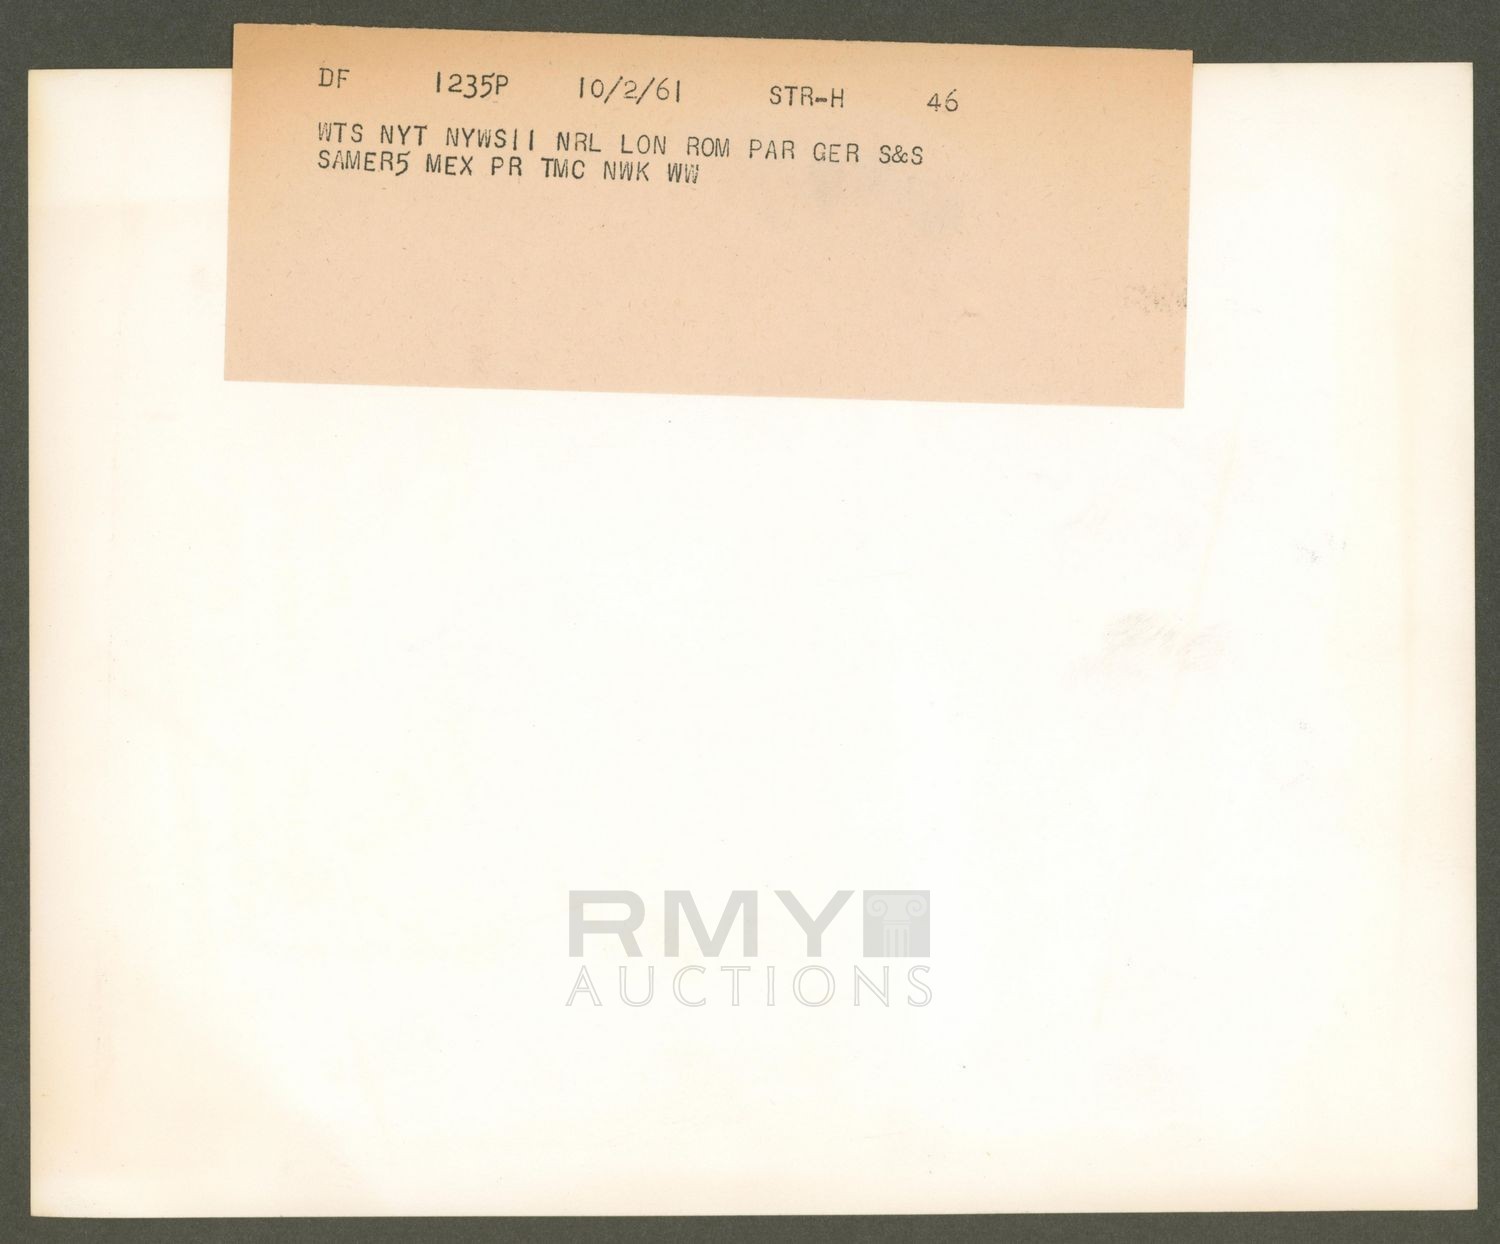 DF 1235P 10/2/61 STR-H 46
WTS NYT NYWS11 NRL LON ROM PAR GER S&S
SAMER5 MEX PR TMC NWK WW
RMY
AUCTIONS